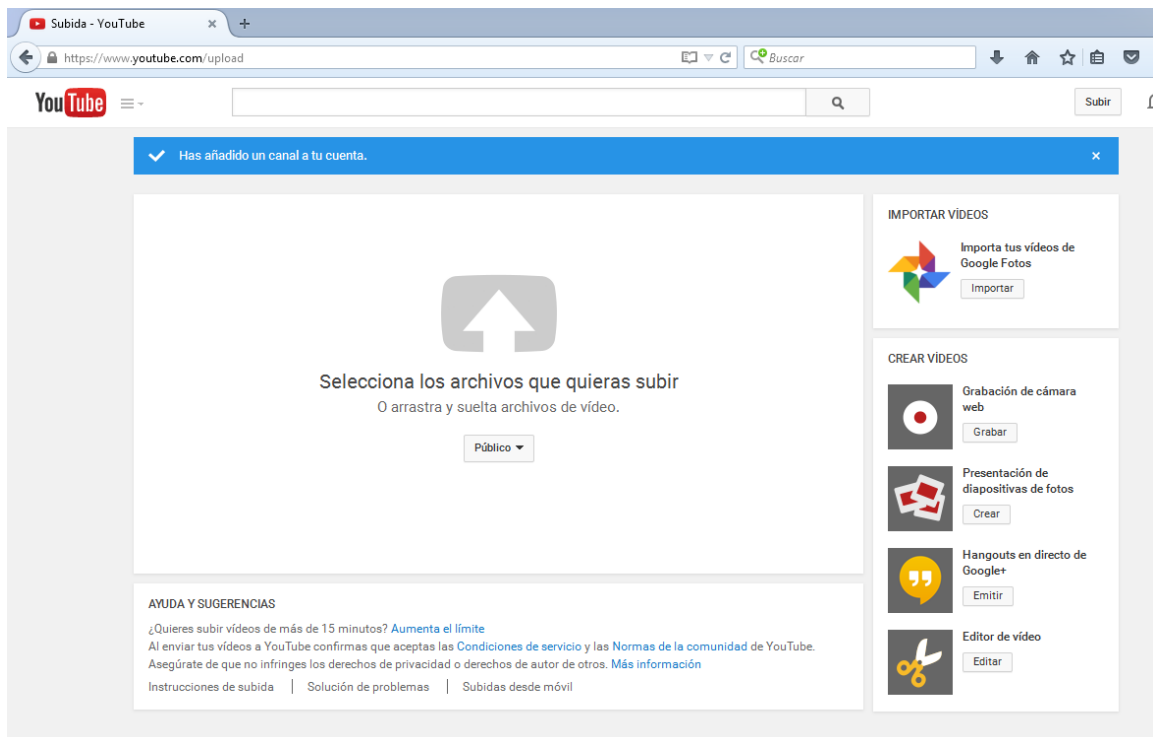 Subida - YouTube
https://www.youtube.com/upload
Buscar
YouTube
Subir
Has añadido un canal a tu cuenta.
Selecciona los archivos que quieras subir
O arrastra y suelta archivos de vídeo.
Público
IMPORTAR VÍDEOS
Importa tus vídeos de
Google Fotos
Importar
CREAR VÍDEOS
Grabación de cámara
web
Grabar
Presentación de
diapositivas de fotos
Crear
Hangouts en directo de
Google+
Emitir
Editor de vídeo
Editar
AYUDA Y SUGERENCIAS
¿Quieres subir vídeos de más de 15 minutos? Aumenta el límite
Al enviar tus vídeos a YouTube confirmas que aceptas las Condiciones de servicio y las Normas de la comunidad de YouTube.
Asegúrate de que no infringes los derechos de privacidad o derechos de autor de otros. Más información
Instrucciones de subida | Solución de problemas | Subidas desde móvil